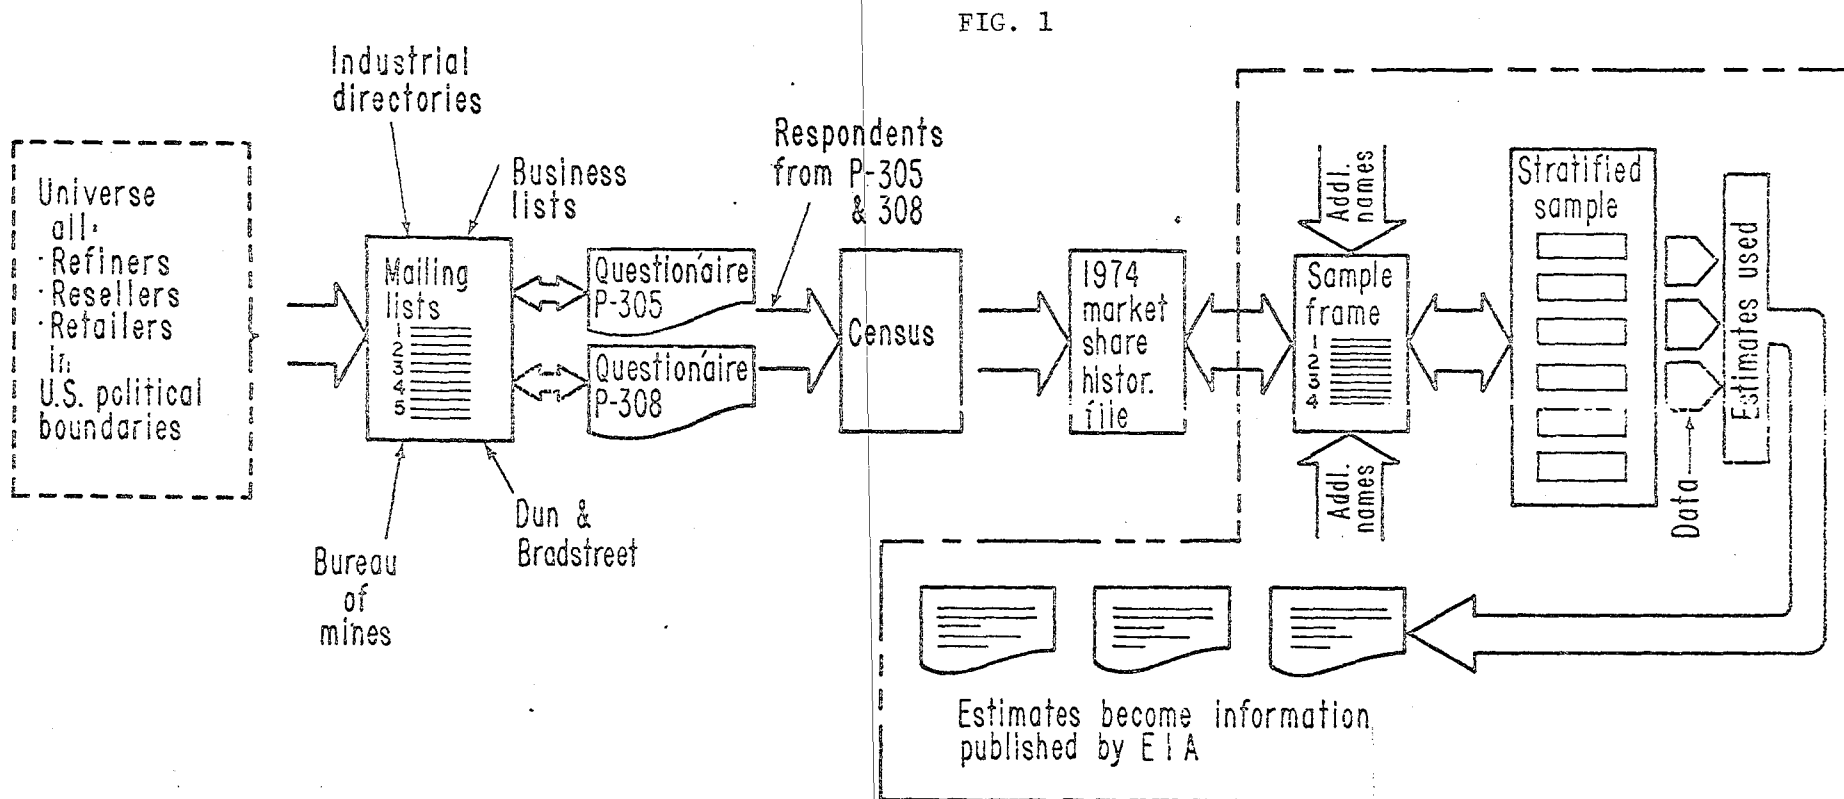 FIG. 1
Universe
all:
·Refiners
·Resellers
·Retailers
in
U.S. political
boundaries
Industrial
directories
Business
lists
Mailing
lists
1
2
3
4
5
Bureau
of
mines
Dun &
Bradstreet
Questionaire
P-305
Questionaire
P-308
Respondents
from P-305
& 308
Census
1974
market
share
histor.
file
Addl.
names
Sample
frame
1
2
3
4
Addl.
names
Stratified
sample
Data
Estimates used
Estimates become information
published by EIA